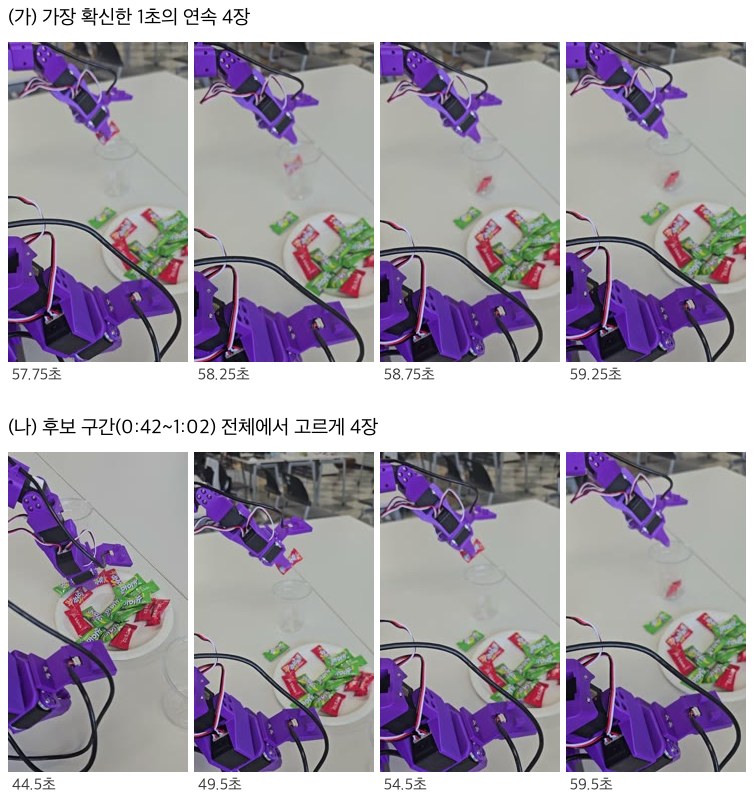 (가) 가장 확신한 1초의 연속 4장
57.75초
58.25초
58.75초
59.25초
(나) 후보 구간(0:42~1:02) 전체에서 고르게 4장
44.5초
49.5초
54.5초
59.5초